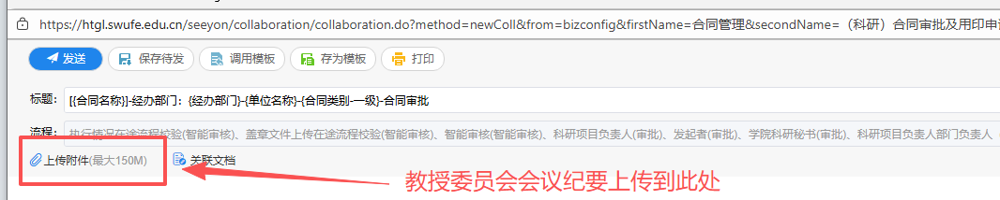 https://htgl.swufe.edu.cn/seeyon/collaboration/collaboration.do?method=newColl&from=bizconfig&firstName=合同管理&secondName=（科研）合同审批及用印申
发送 保存待发 调用模板 存为模板 打印
标题： [{合同名称}]-经办部门：{经办部门}-{单位名称}-{合同类别-一级}-合同审批
流程： 执行情况在途流程校验(智能审核)、盖章文件上传在途流程校验(智能审核)、智能审核(智能审核)、科研项目负责人(审批)、发起者(审批)、学院科研秘书(审批)、科研项目负责人部门负责人
上传附件(最大150M) 关联文档
教授委员会会议纪要上传到此处